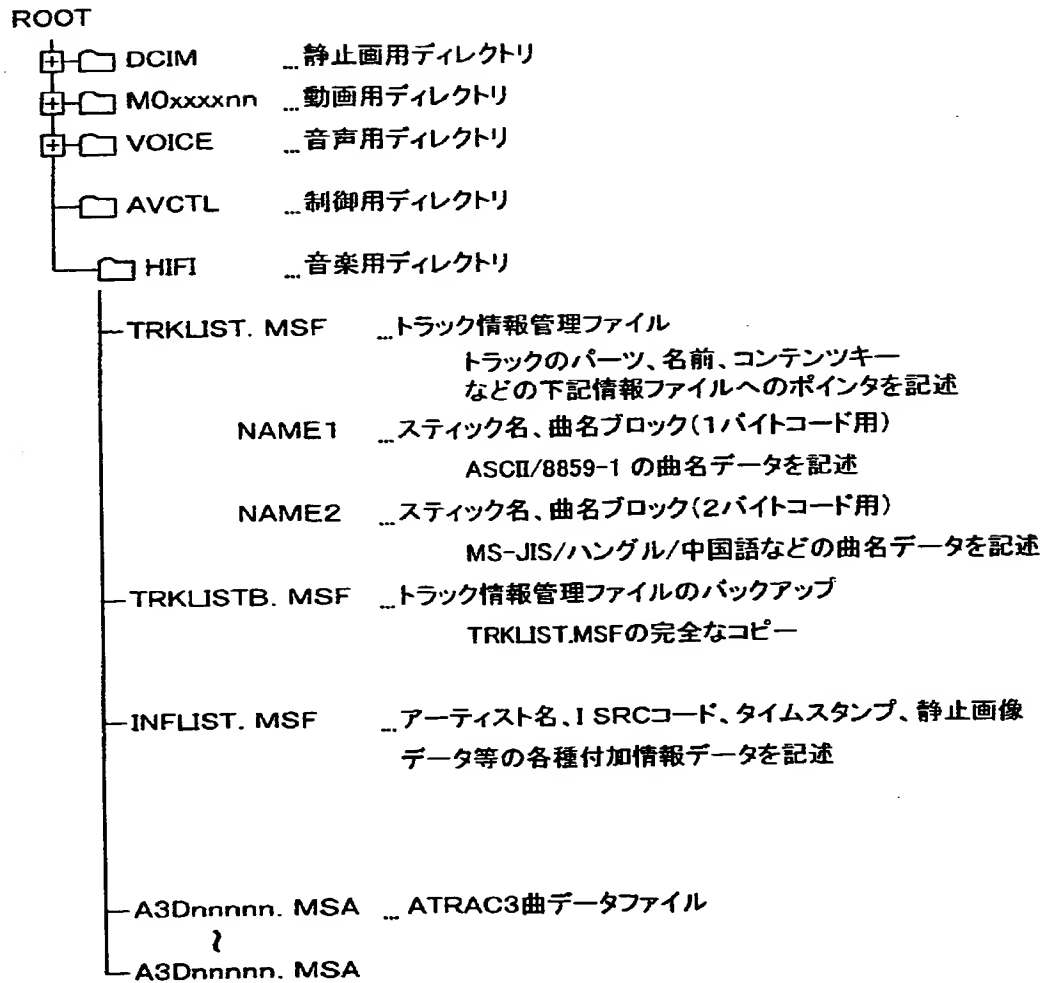 ROOT
DCIM ...静止画用ディレクトリ
MOxxxxnn ...動画用ディレクトリ
VOICE ...音声用ディレクトリ
AVCTL ...制御用ディレクトリ
HIFI ...音楽用ディレクトリ
TRKLIST. MSF ...トラック情報管理ファイル
トラックのパーツ、名前、コンテンツキー
などの下記情報ファイルへのポインタを記述
NAME1 ...スティック名、曲名ブロック(1バイトコード用)
ASCII/8859-1 の曲名データを記述
NAME2 ...スティック名、曲名ブロック(2バイトコード用)
MS-JIS/ハングル/中国語などの曲名データを記述
TRKLISTB. MSF ...トラック情報管理ファイルのバックアップ
TRKLIST.MSFの完全なコピー
INFLIST. MSF ...アーティスト名、I SRCコード、タイムスタンプ、静止画像
データ等の各種付加情報データを記述
A3Dnnnnn. MSA ... ATRAC3曲データファイル
~
A3Dnnnnn. MSA